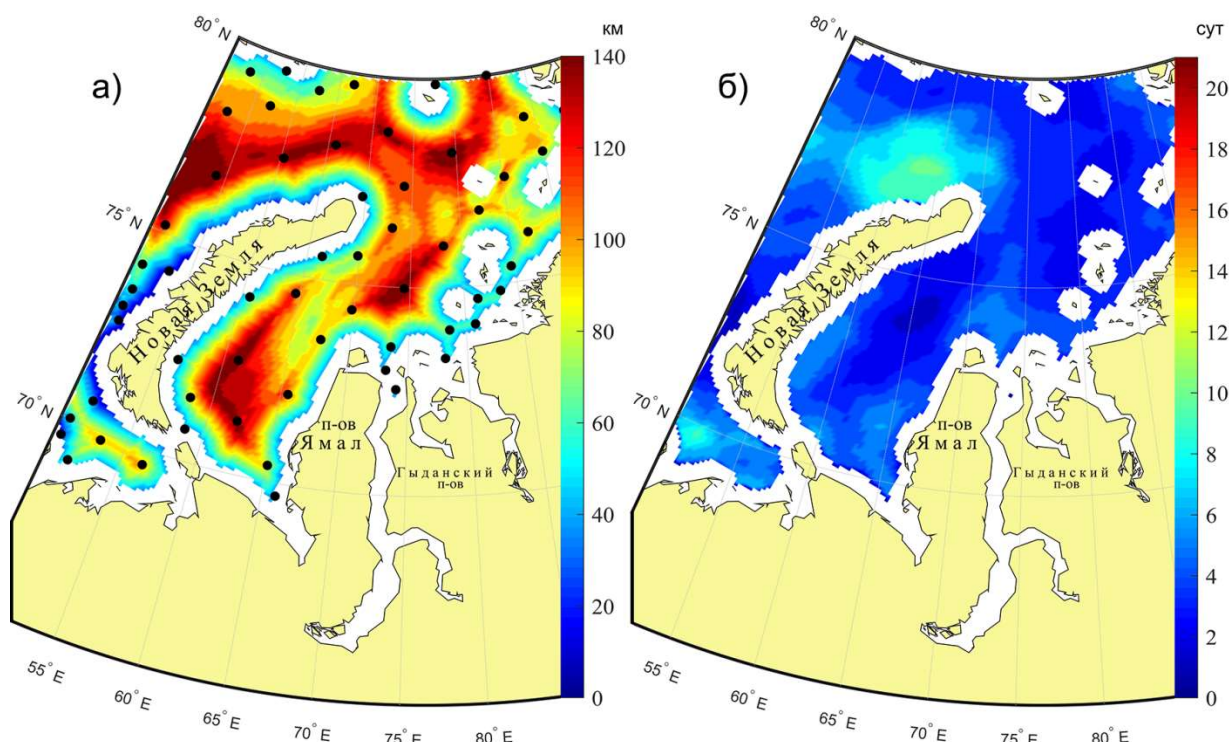 км
сут
80° N
80° N
а)
б)
140
120
100
80
60
40
20
0
20
18
16
14
12
10
8
6
4
2
0
75° N
75° N
Новая Земля
Новая Земля
70° N
70° N
п-ов
Ямал
п-ов
Ямал
Гыданский
п-ов
Гыданский
п-ов
55° E
60° E
65° E
70° E
75° E
80° E
55° E
60° E
65° E
70° E
75° E
80° E